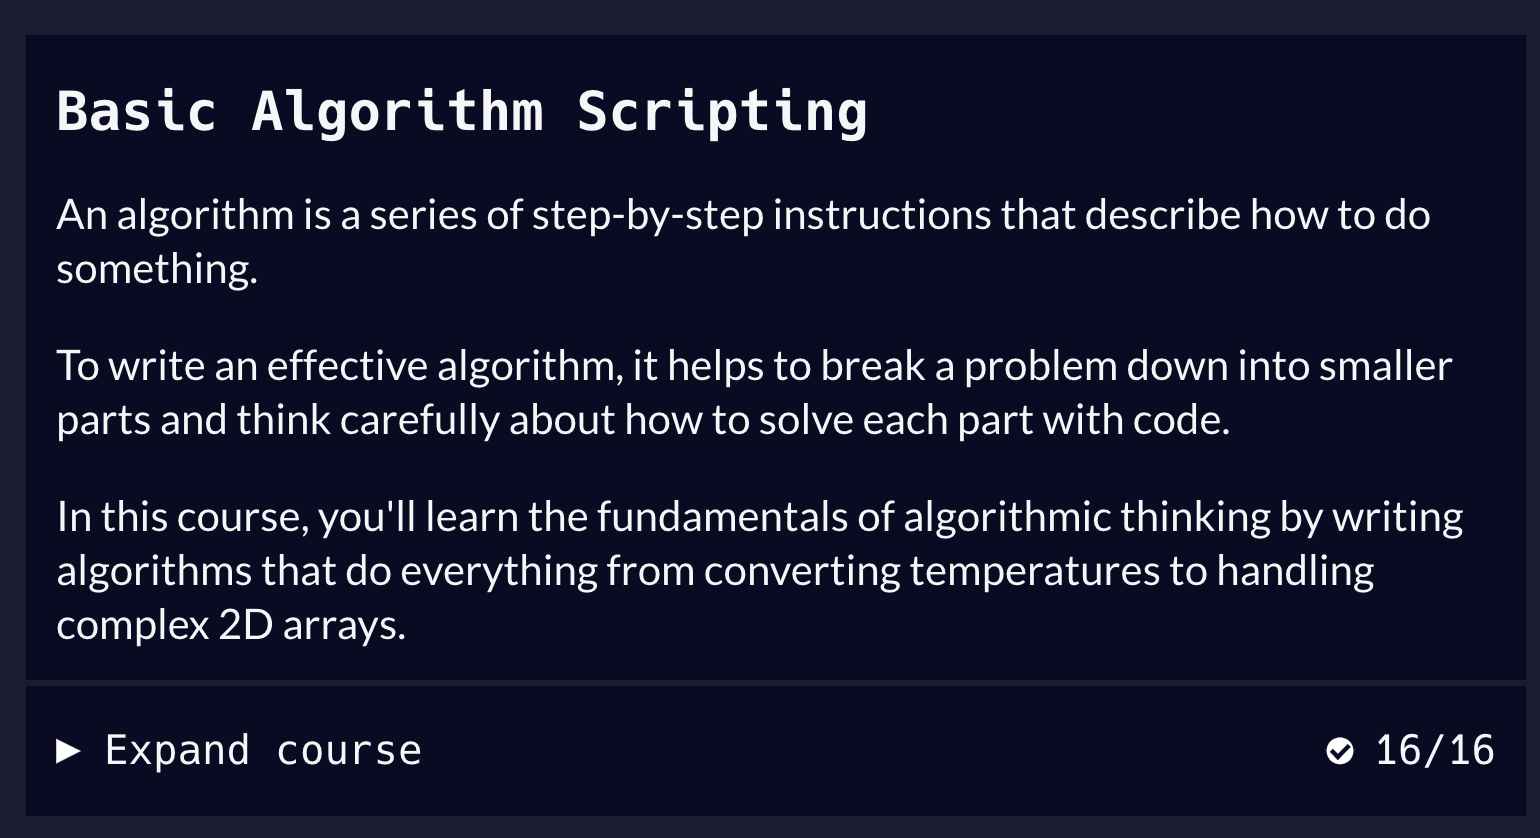 Basic Algorithm Scripting
An algorithm is a series of step-by-step instructions that describe how to do
something.
To write an effective algorithm, it helps to break a problem down into smaller
parts and think carefully about how to solve each part with code.
In this course, you'll learn the fundamentals of algorithmic thinking by writing
algorithms that do everything from converting temperatures to handling
complex 2D arrays.
Expand course 16/16